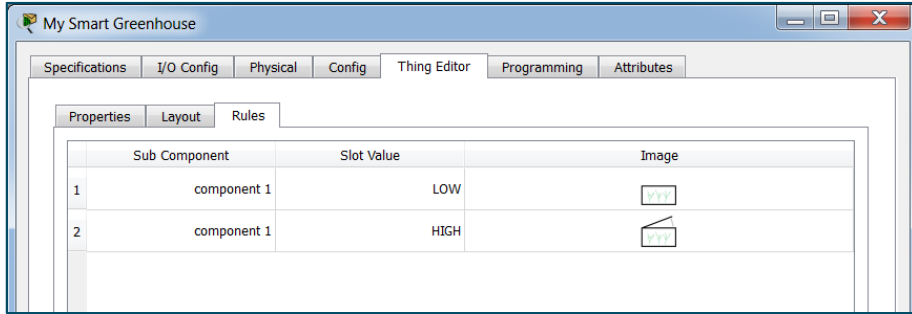 My Smart Greenhouse
Specifications I/O Config Physical Config Thing Editor Programming Attributes
Properties Layout Rules
Sub Component Slot Value Image
1 component 1 LOW
2 component 1 HIGH